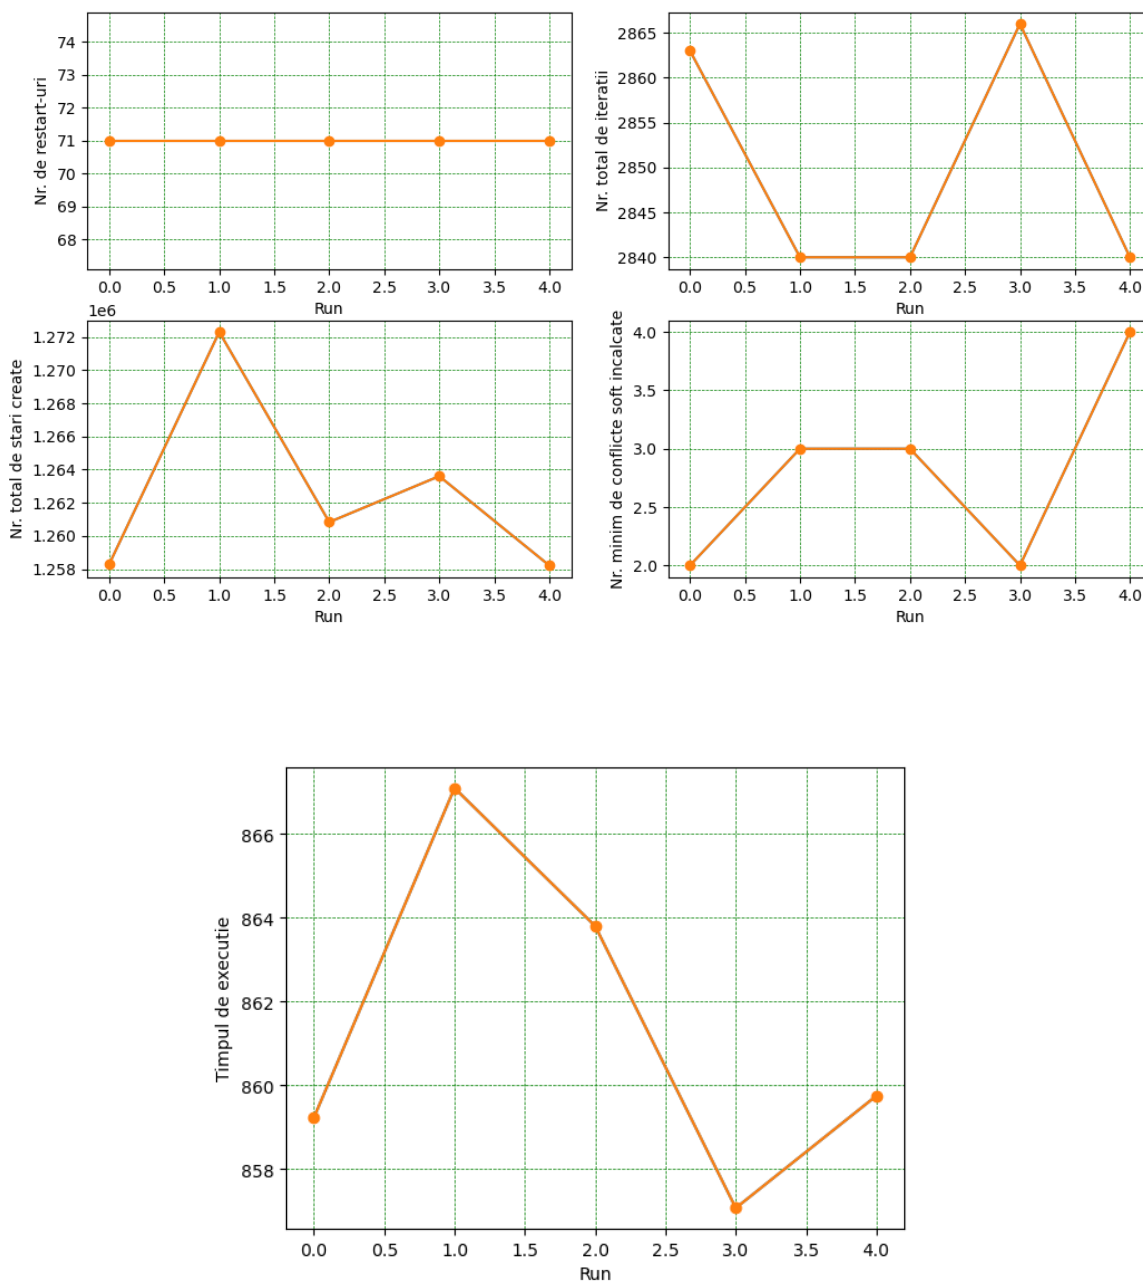 Nr. de restart-uri
74
73
72
71
70
69
68
0.0 0.5 1.0 1.5 2.0 2.5 3.0 3.5 4.0
Run
Nr. total de iteratii
2865
2860
2855
2850
2845
2840
0.0 0.5 1.0 1.5 2.0 2.5 3.0 3.5 4.0
Run
1e6
Nr. total de stari create
1.272
1.270
1.268
1.266
1.264
1.262
1.260
1.258
0.0 0.5 1.0 1.5 2.0 2.5 3.0 3.5 4.0
Run
Nr. minim de confiicte soft incalcate
4.0
3.5
3.0
2.5
2.0
0.0 0.5 1.0 1.5 2.0 2.5 3.0 3.5 4.0
Run
Timpul de executie
866
864
862
860
858
0.0 0.5 1.0 1.5 2.0 2.5 3.0 3.5 4.0
Run